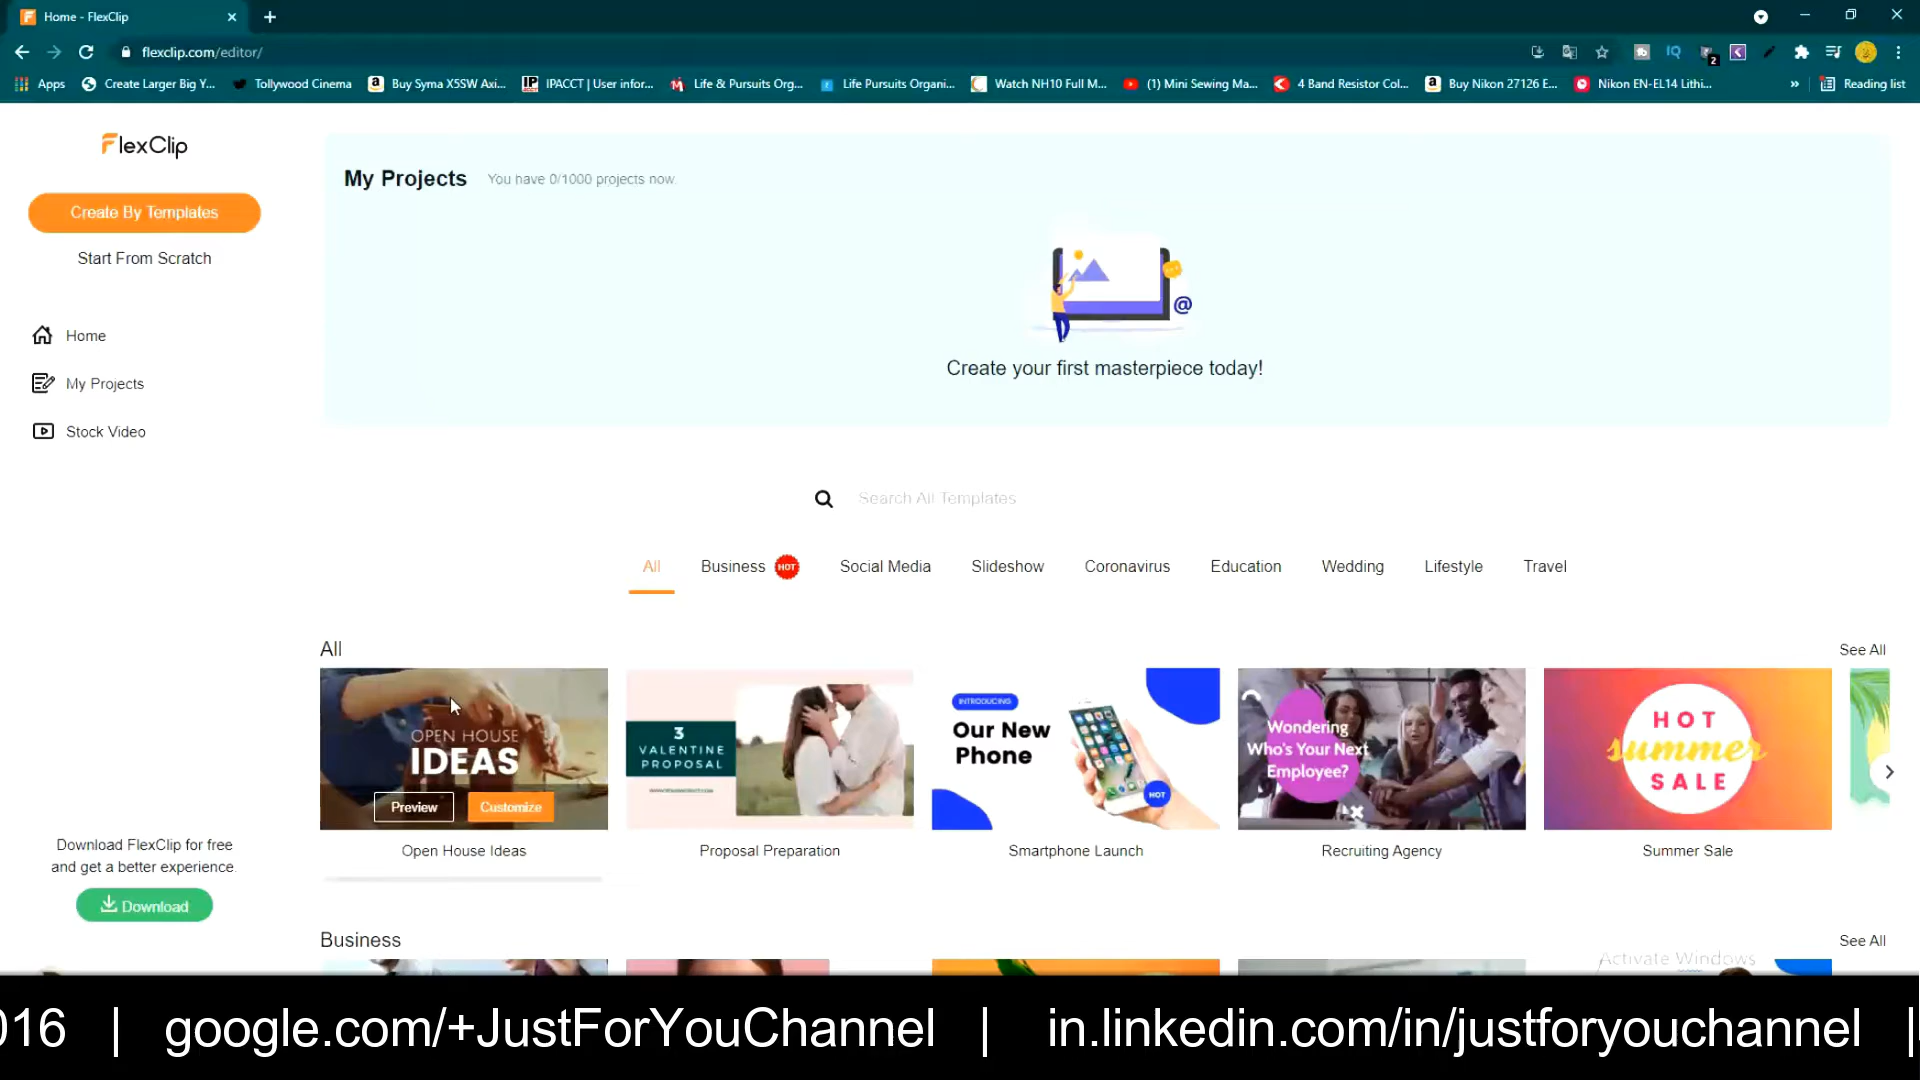 Home - FlexClip
flexclip.com/editor/
Apps
Create Larger Big Y...
Tollywood Cinema
Buy Syma X5SW Axi...
IPACCT | User infor...
Life & Pursuits Org...
Life Pursuits Organi...
Watch NH10 Full M...
(1) Mini Sewing Ma...
4 Band Resistor Col...
Buy Nikon 27126 E...
Nikon EN-EL14 Lithi...
»
Reading list
FlexClip
Create By Templates
Start From Scratch
Home
My Projects
Stock Video
Download FlexClip for free
and get a better experience.
Download
My Projects
You have 0/1000 projects now.
Create your first masterpiece today!
Search All Templates
All
Business
HOT
Social Media
Slideshow
Coronavirus
Education
Wedding
Lifestyle
Travel
All
See All
OPEN HOUSE
IDEAS
Preview
Customize
Open House Ideas
3
VALENTINE
PROPOSAL
Proposal Preparation
INTRODUCING
Our New
Phone
HOT
Smartphone Launch
Wondering
Who's Your Next
Employee?
Recruiting Agency
HOT
summer
SALE
Summer Sale
Business
See All
Activate Windows
016 | google.com/+JustForYouChannel | in.linkedin.com/in/justforyouchannel |